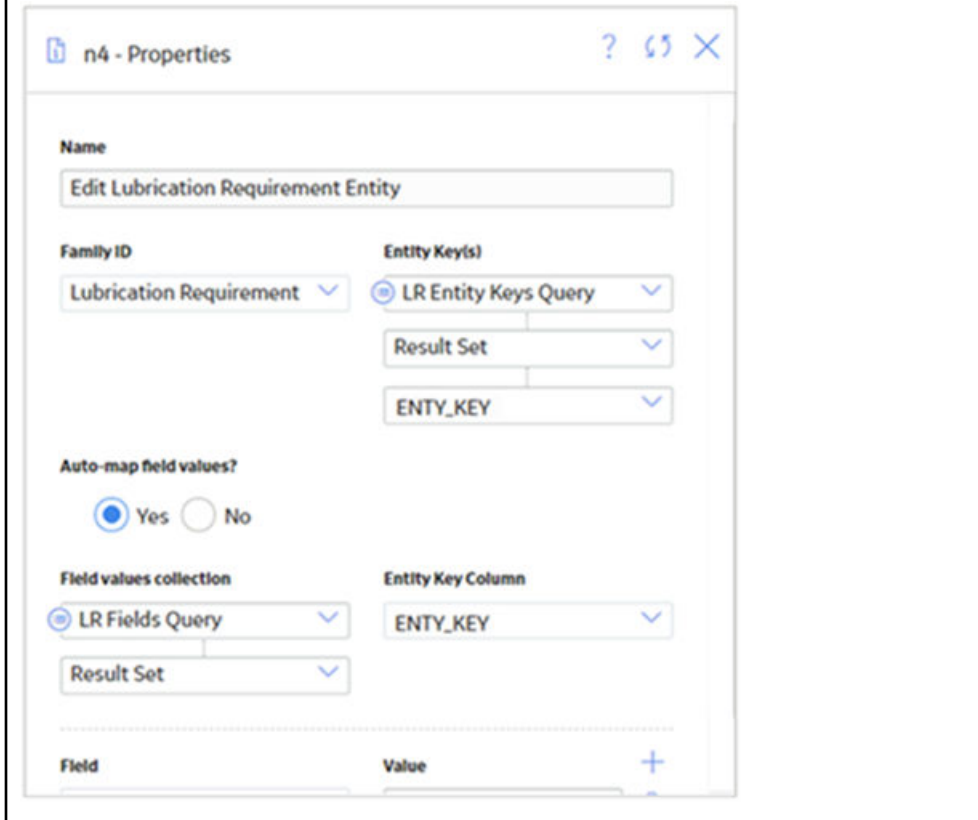 n4 - Properties
?
Name
Edit Lubrication Requirement Entity
Family ID
Entity Key(s)
Lubrication Requirement
LR Entity Keys Query
Result Set
ENTY_KEY
Auto-map field values?
Yes
No
Field values collection
Entity Key Column
LR Fields Query
ENTY_KEY
Result Set
Field
Value